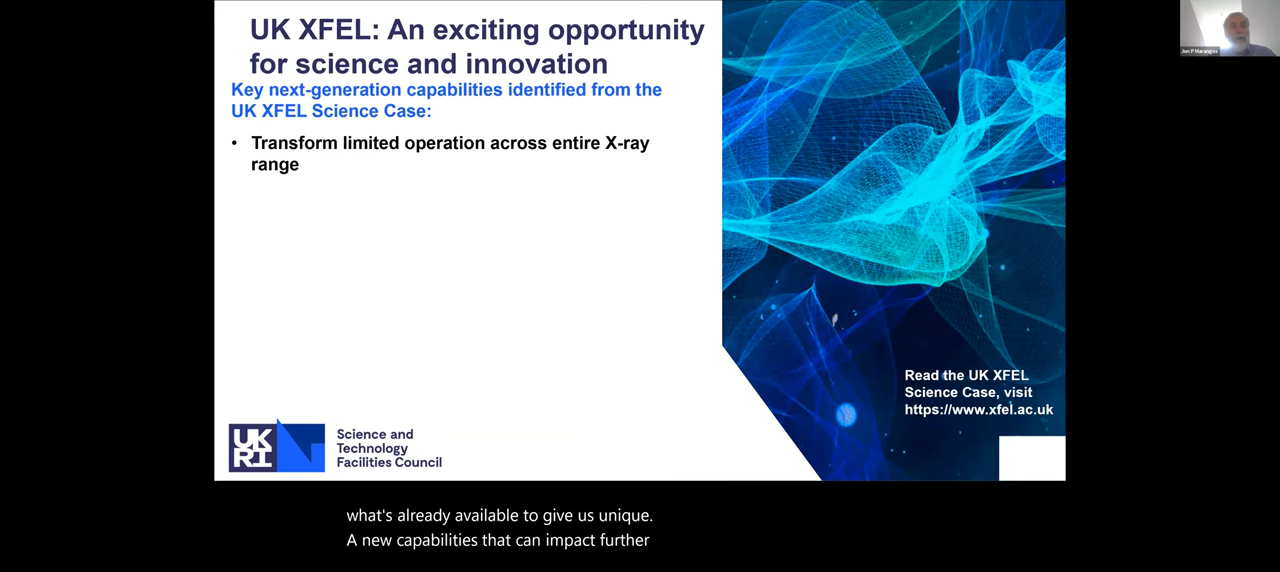 UK XFEL: An exciting opportunity
for science and innovation
Key next-generation capabilities identified from the
UK XFEL Science Case:
• Transform limited operation across entire X-ray
range
Read the UK XFEL
Science Case, visit
https://www.xfel.ac.uk
UK
RI
Science and
Technology
Facilities Council
Jon P Marangos
what's already available to give us unique.
A new capabilities that can impact further